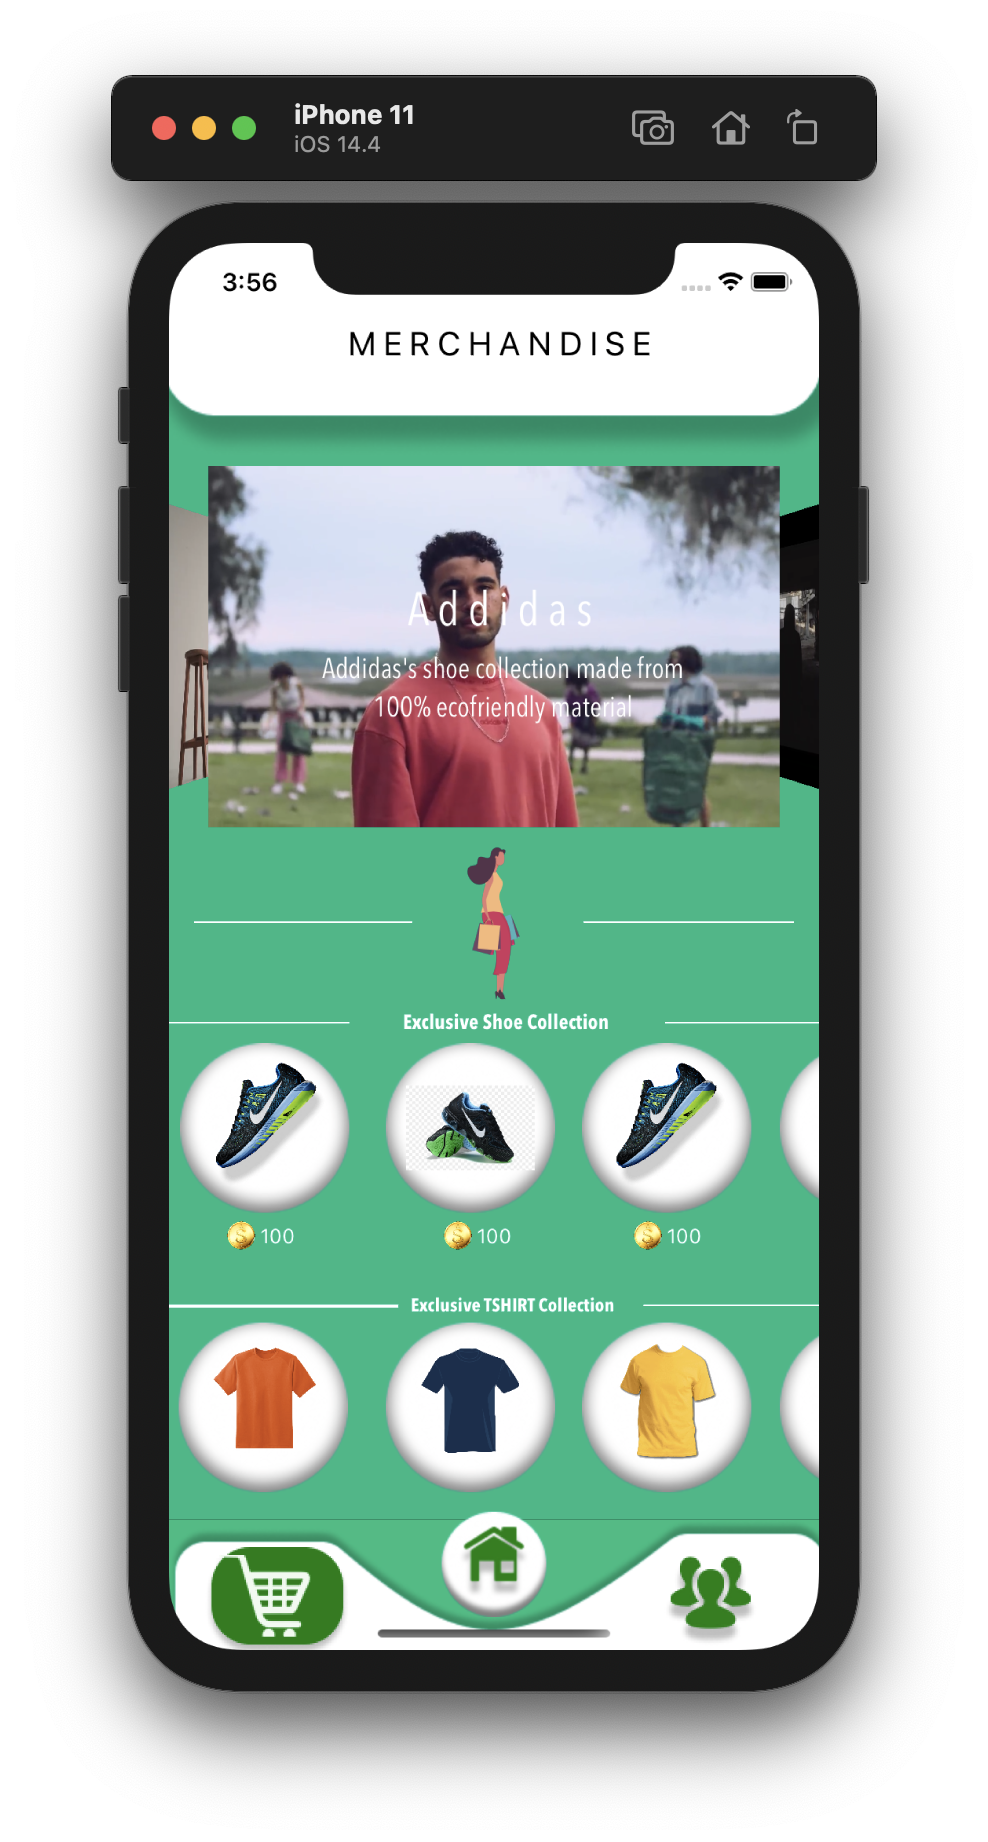 iPhone 11
iOS 14.4
3:56
MERCHANDISE
Addidas
Addidas's shoe collection made from
100% ecofriendly material
Exclusive Shoe Collection
100 100 100
Exclusive TSHIRT Collection